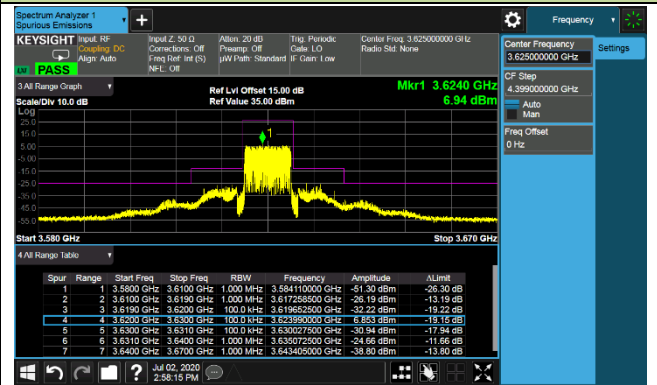 Spectrum Analyzer 1
Spurious Emissions
+
Frequency
KEYSIGHT Input: RF
Coupling: DC
Align: Auto
LNI PASS
Input Z: 50 Ω
Corrections: Off
Freq Ref: Int (S)
NFE: Off
Atten: 20 dB
Preamp: Off
µW Path: Standard
Trig: Periodic
Gate: LO
IF Gain: Low
Center Freq: 3.625000000 GHz
Radio Std: None
Center Frequency
3.625000000 GHz
Settings
CF Step
4.399000000 GHz
Auto
Man
Freq Offset
0 Hz
3 All Range Graph
Ref Lvl Offset 15.00 dB
Mkr1 3.6240 GHz
Scale/Div 10.0 dB
Ref Value 35.00 dBm
6.94 dBm
Log
25.0
15.0
5.00
-5.00
-15.0
-25.0
-35.0
-45.0
-55.0
1
Start 3.580 GHz
Stop 3.670 GHz
4 All Range Table
Spur Range Start Freq Stop Freq RBW Frequency Amplitude ΔLimit
1 1 3.5800 GHz 3.6100 GHz 1.000 MHz 3.584110000 GHz -51.30 dBm -26.30 dB
2 2 3.6100 GHz 3.6190 GHz 1.000 MHz 3.617258500 GHz -26.19 dBm -13.19 dB
3 3 3.6190 GHz 3.6200 GHz 100.0 kHz 3.619652500 GHz -32.22 dBm -19.22 dB
4 4 3.6200 GHz 3.6300 GHz 100.0 kHz 3.623990000 GHz 6.853 dBm -19.15 dB
5 5 3.6300 GHz 3.6310 GHz 100.0 kHz 3.630027500 GHz -30.94 dBm -17.94 dB
6 6 3.6310 GHz 3.6400 GHz 1.000 MHz 3.635072500 GHz -24.66 dBm -11.66 dB
7 7 3.6400 GHz 3.6700 GHz 1.000 MHz 3.643405000 GHz -38.80 dBm -13.80 dB
?
Jul 02, 2020
2:58:15 PM